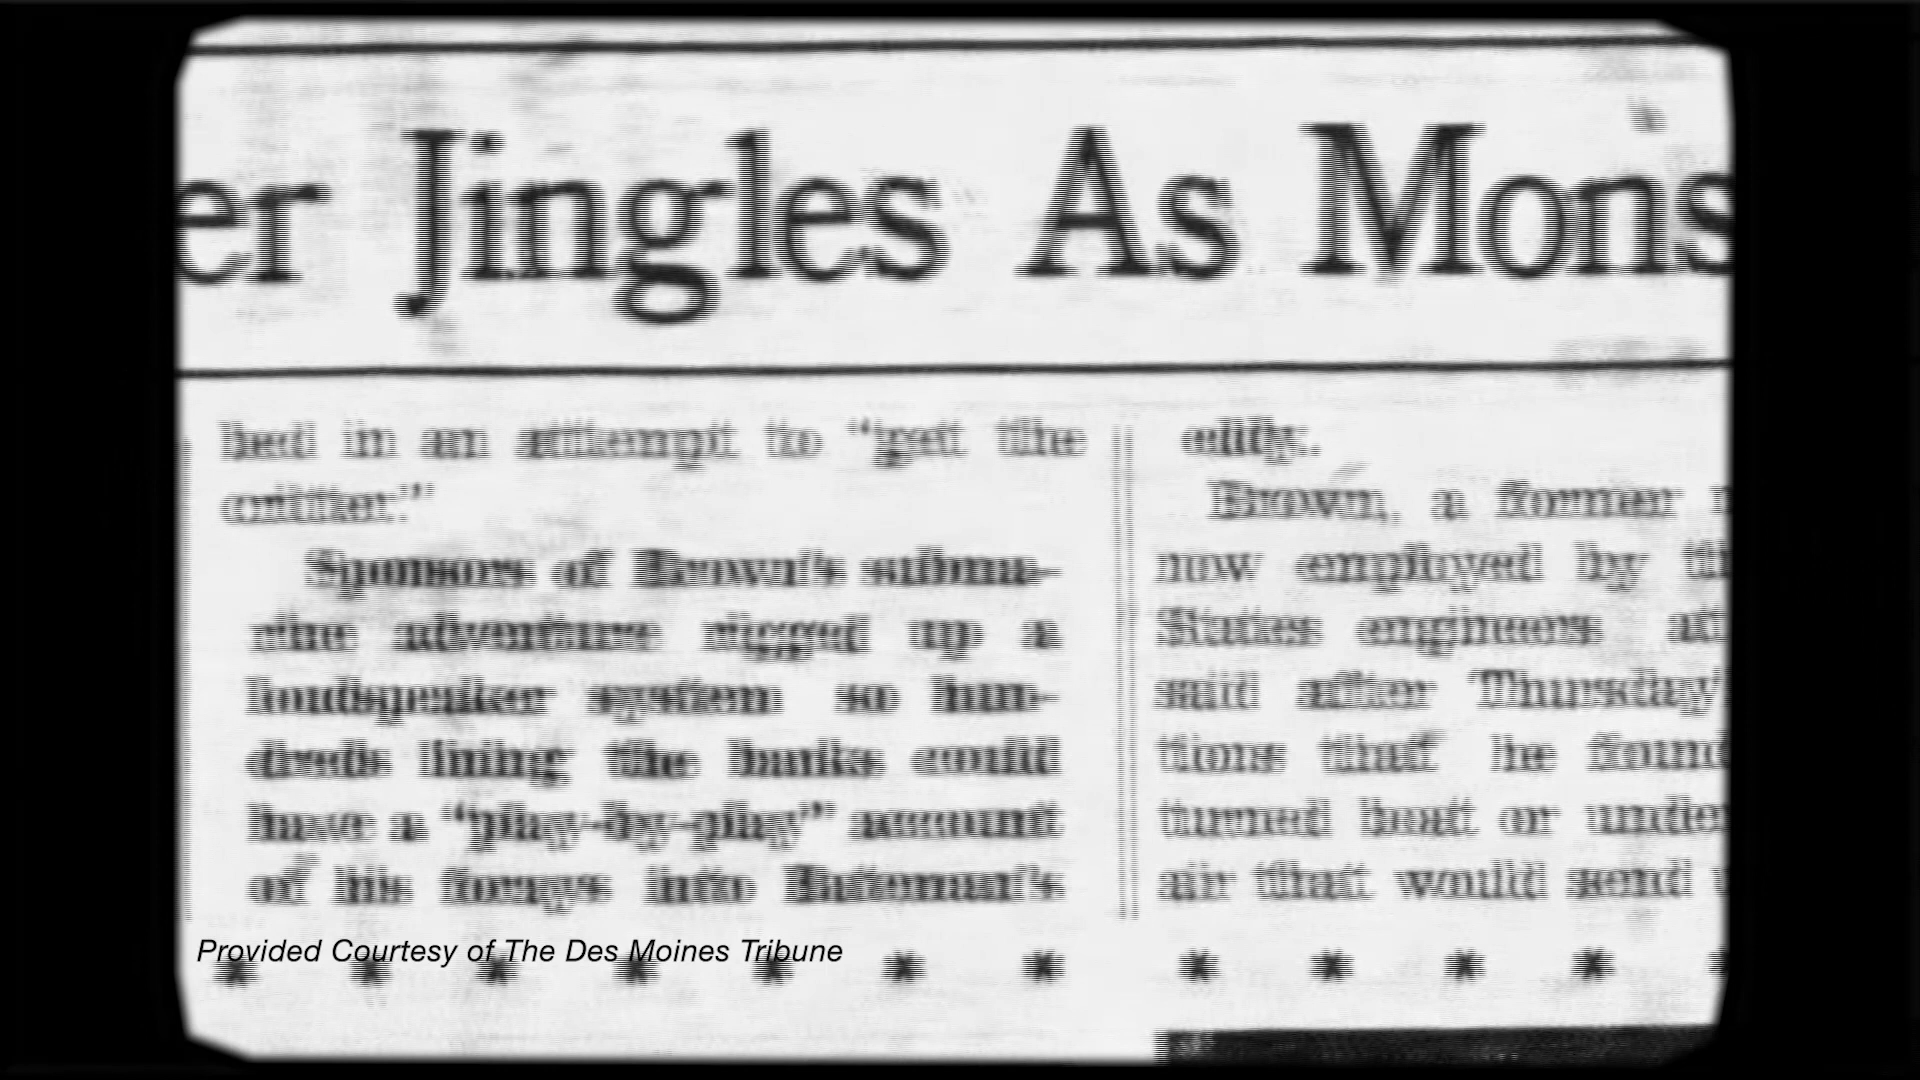 er Jingles As Mons
bed in an attempt to “get the
critter.”
Sponsors of Brown's subma-
rine adventure rigged up a
loudspeaker system so hun-
dreds lining the banks could
have a “play-by-play” account
of his forays into Bateman's
* * * * * * *
eddy.
Brown, a former
now employed by th
States engineers at
said after Thursday'
tions that he found
turned boat or under
air that would send
* * * * *
Provided Courtesy of The Des Moines Tribune